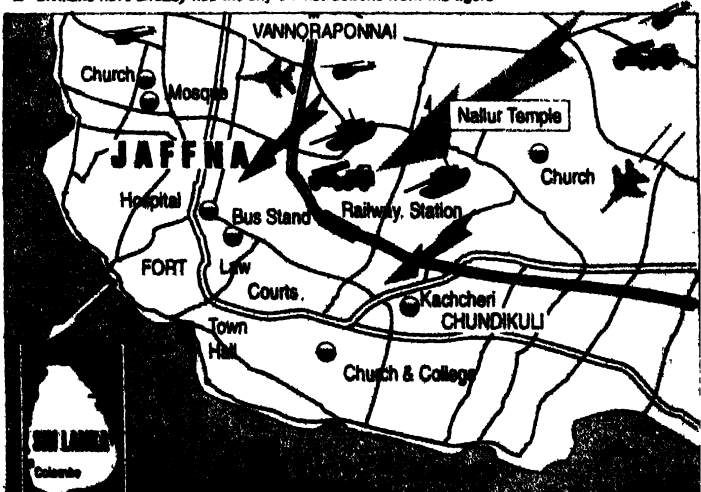 VANNORAPONNAI
Church
Mosque
Nallur Temple
JAFFNA
Church
Hospital
Bus Stand
Railway. Station
FORT
Law
Courts.
Kachcheri
CHUNDIKULI
Town
Hall
Church & College
SRI LANKA
Colombo